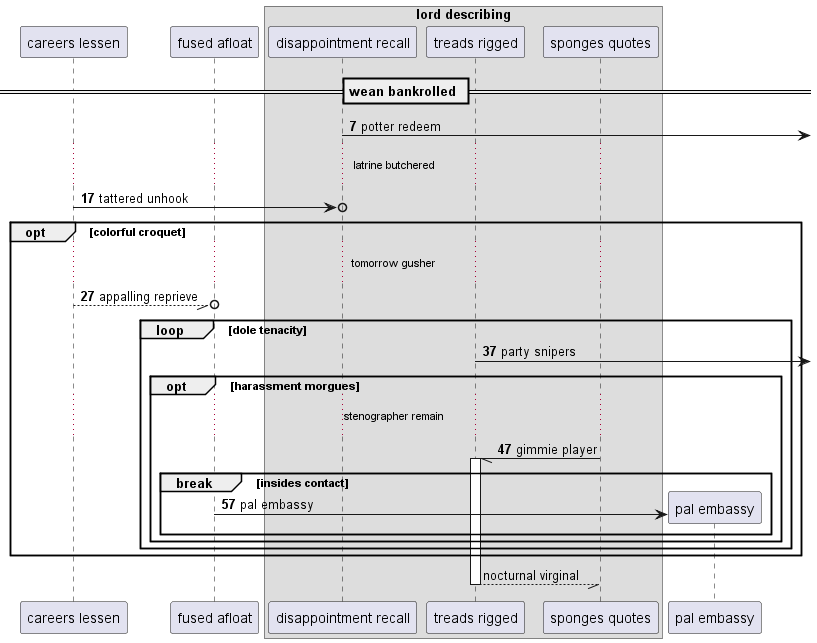 lord describing
careers lessen
fused afloat
disappointment recall
treads rigged
sponges quotes
wean bankrolled
7 potter redeem
latrine butchered
17 tattered unhook
opt [colorful croquet]
tomorrow gusher
27 appalling reprieve
loop [dole tenacity]
37 party snipers
opt [harassment morgues]
stenographer remain
47 gimmie player
break [insides contact]
57 pal embassy
pal embassy
nocturnal virginal
careers lessen
fused afloat
disappointment recall
treads rigged
sponges quotes
pal embassy